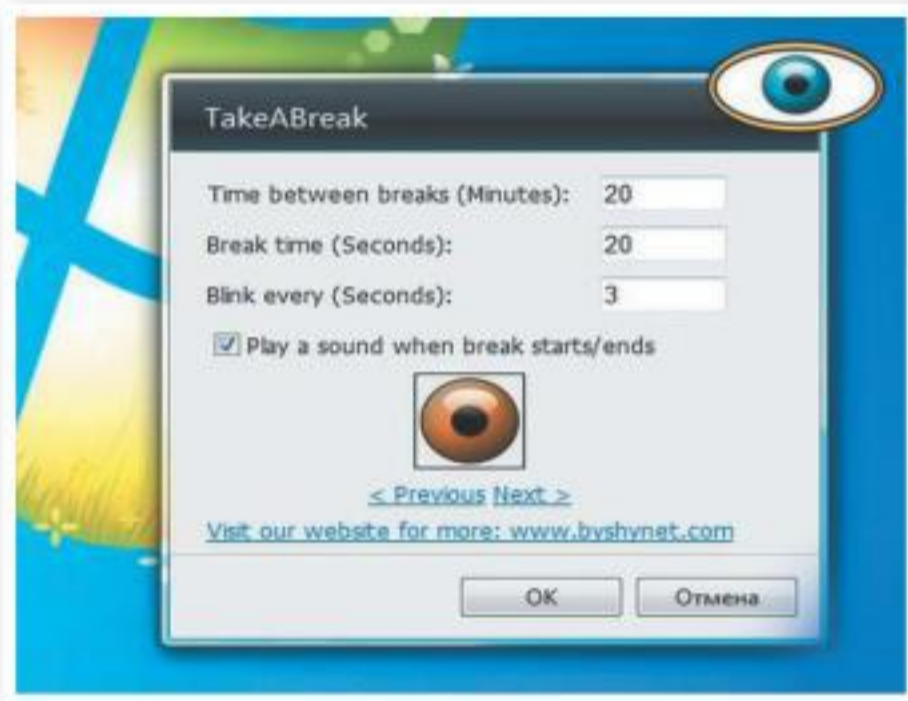 TakeABreak
Time between breaks (Minutes): 20
Break time (Seconds): 20
Blink every (Seconds): 3
Play a sound when break starts/ends
< Previous Next >
Visit our website for more: www.byshynet.com
OK Отмена